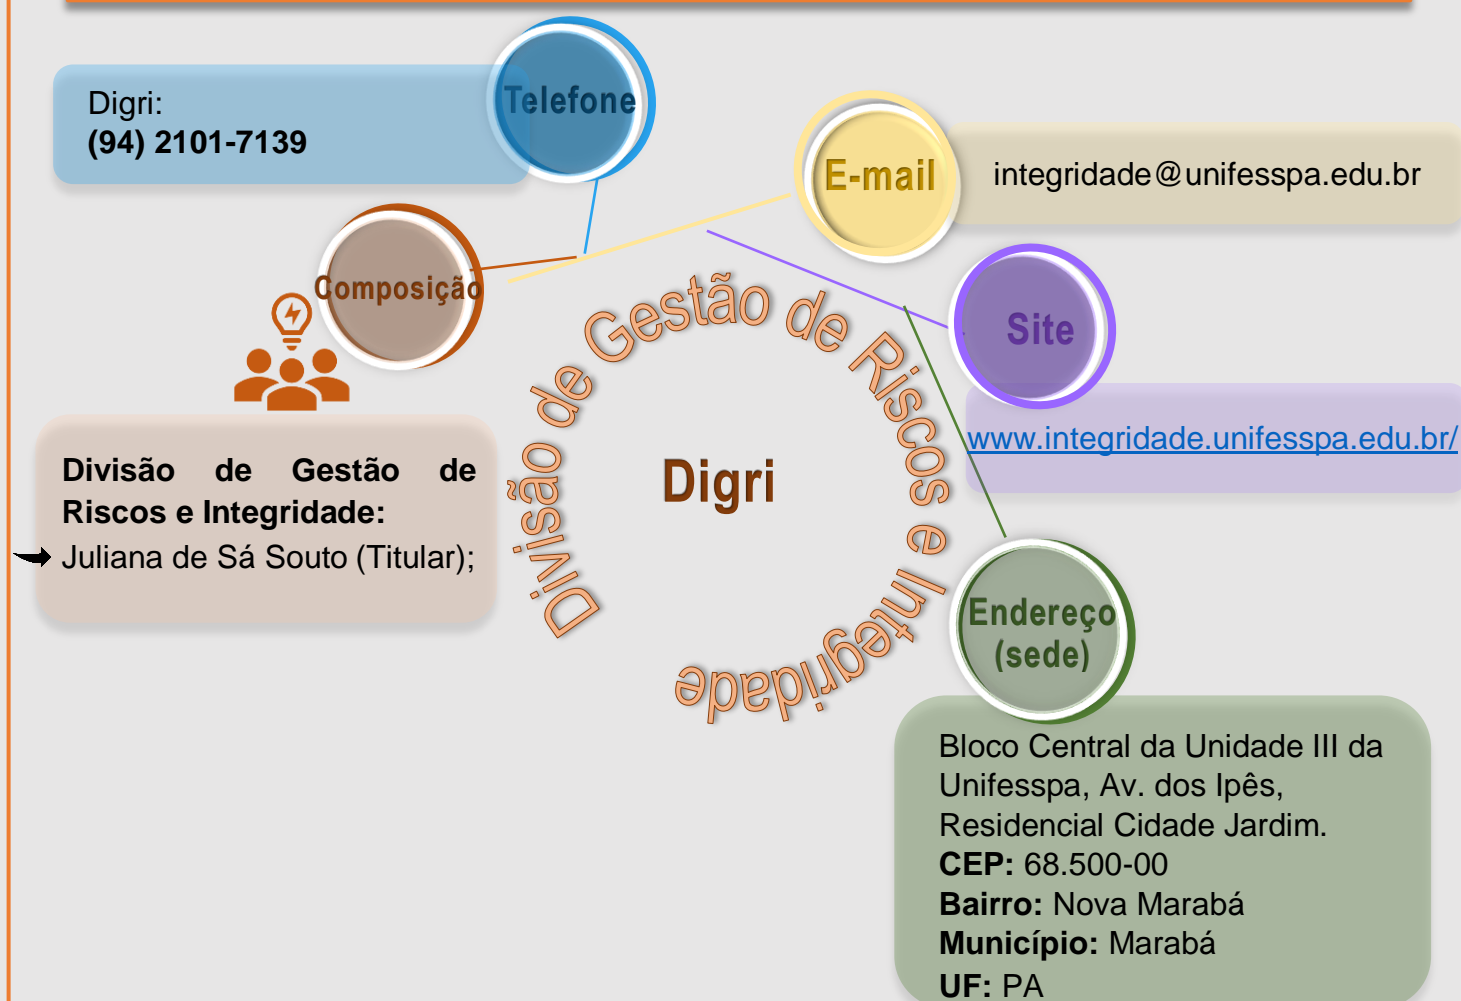 Telefone
Digri:
(94) 2101-7139
E-mail
integridade@unifesspa.edu.br
Composição
Divisão de Gestão de
Riscos e Integridade:
Juliana de Sá Souto (Titular);
Site
www.integridade.unifesspa.edu.br/
Divisão de Gestão de Riscos e Integridade
Digri
Endereço
(sede)
Bloco Central da Unidade III da
Unifesspa, Av. dos Ipês,
Residencial Cidade Jardim.
CEP: 68.500-00
Bairro: Nova Marabá
Município: Marabá
UF: PA